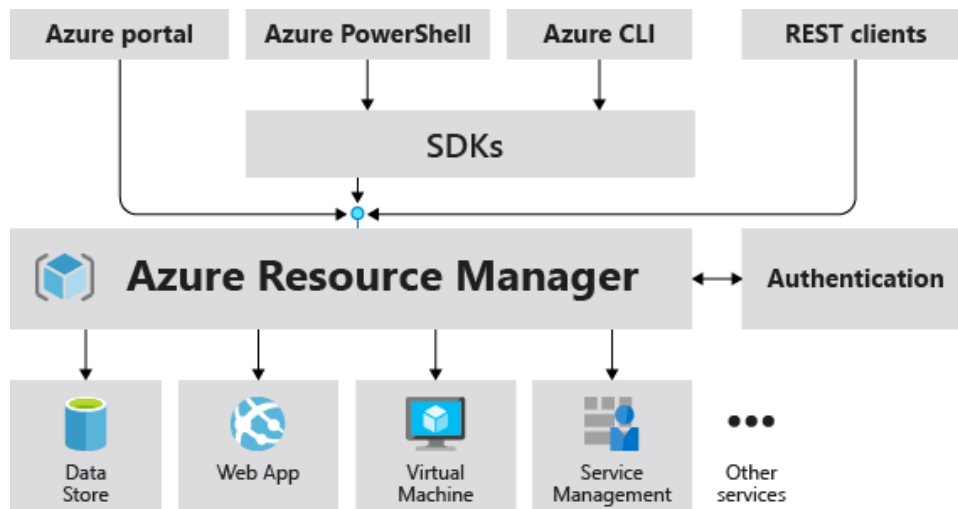 Azure portal
Azure PowerShell
Azure CLI
REST clients
SDKs
Azure Resource Manager
Authentication
Data
Store
Web App
Virtual
Machine
Service
Management
Other
services